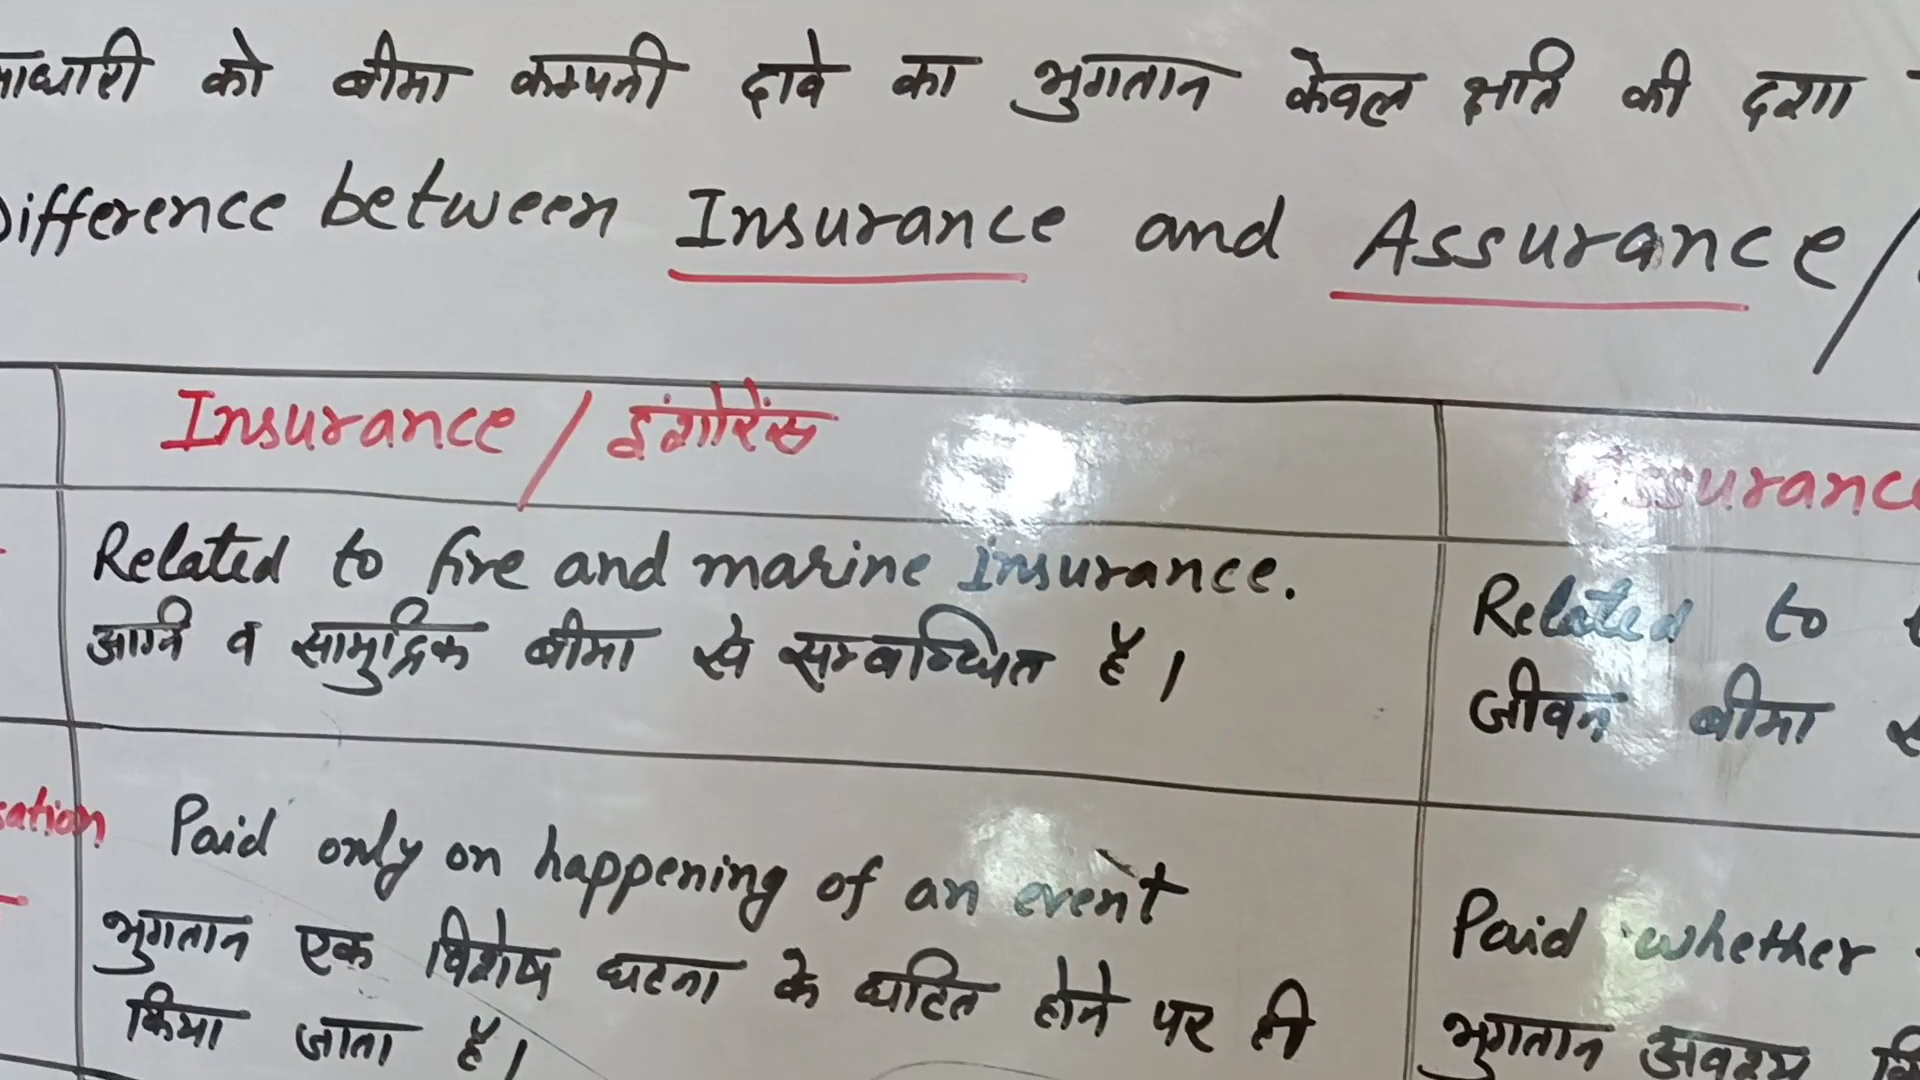 को बीमा कम्पनी दावे का भुगतान केवल क्षति की दशा
Difference between Insurance and Assurance/
Insurance / इंशोरेंस
Assurance
Related to fire and marine insurance.
अग्नि व सामुद्रिक बीमा से सम्बन्धित है।
Related to
जीवन बीमा
Paid only on happening of an event
भुगतान एक विशेष घटना के घटित होने पर ही
किया जाता है।
Paid whether
भुगतान अवश्य